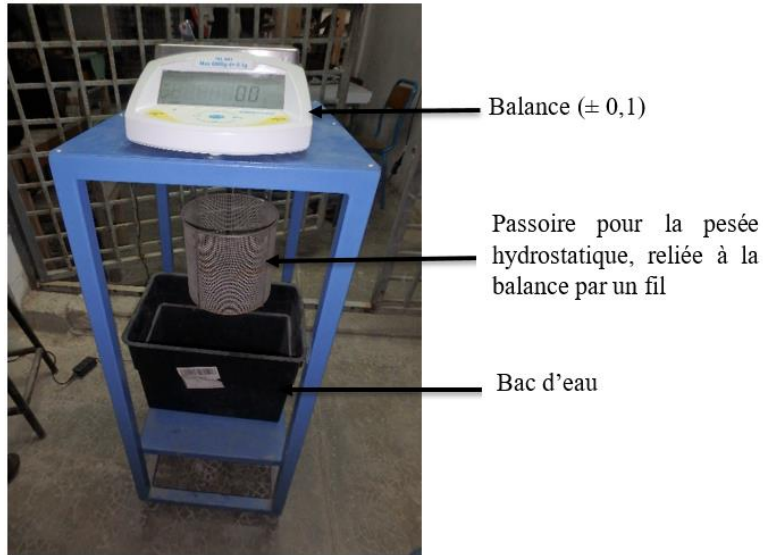 Balance (± 0,1)
Passoire pour la pesée
hydrostatique, reliée à la
balance par un fil
Bac d’eau